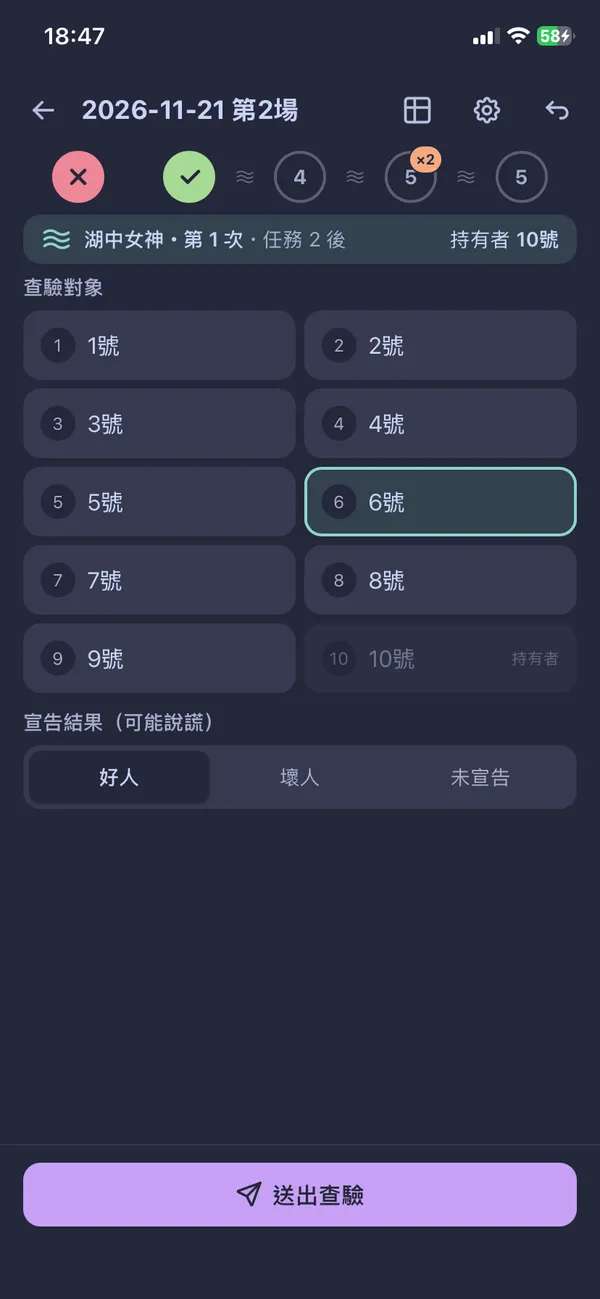 18:47
58
2026-11-21 第2場
4
5
×2
5
湖中女神・第 1 次・任務 2 後
持有者 10號
查驗對象
1 1號
2 2號
3 3號
4 4號
5 5號
6 6號
7 7號
8 8號
9 9號
10 10號 持有者
宣告結果（可能說謊）
好人
壞人
未宣告
送出查驗